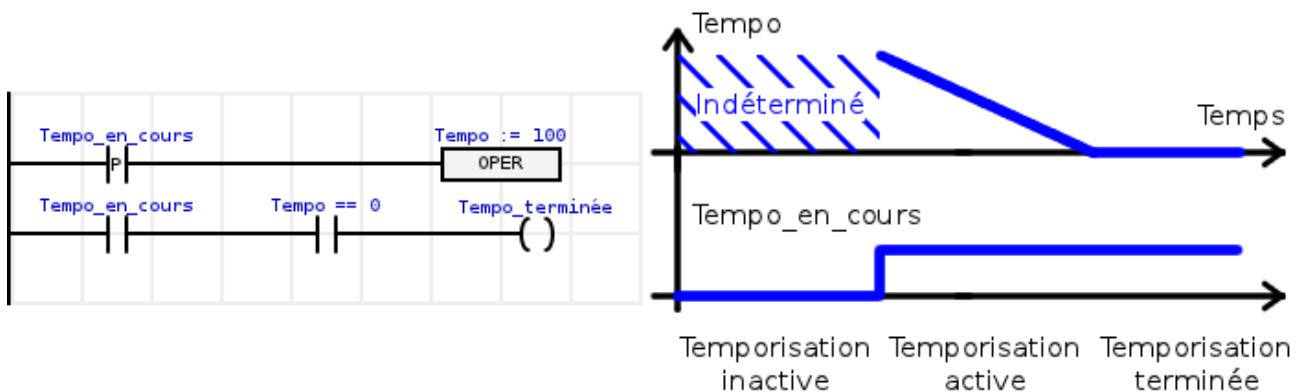 Tempo_en_cours
Tempo := 100
P
OPER
Tempo_en_cours
Tempo == 0
Tempo_terminée
Tempo
Indéterminé
Temps
Tempo_en_cours
Temporisation
inactive
Temporisation
active
Temporisation
terminée